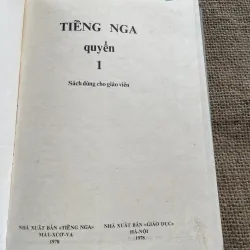 TIẾNG NGA
quyển
1
Sách dùng cho giáo viên
NHÀ XUẤT BẢN «TIẾNG NGA»
MÁT-XCƠ-VA
1978
NHÀ XUẤT BẢN «GIÁO DỤC»
HÀ-NỘI
1978